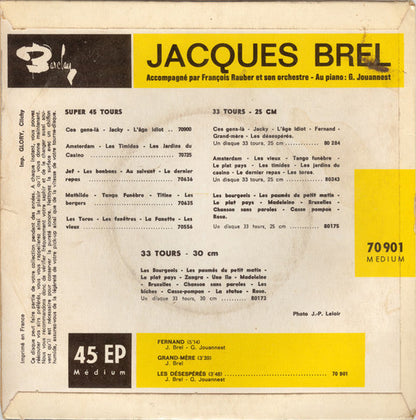 Barclay
JACQUES BREL
Accompagné par François Rauber et son orchestre - Au piano : G. Jouannest
SUPER 45 TOURS
Ces gens-là - Jacky - L'âge idiot .. 70900
Amsterdam - Les Timides - Les Jardins du
Casino 70725
Jef - Les bonbons - Au suivant - Le dernier
repas 70636
Mathilde - Tango Funèbre - Titine - Les
bergers 70635
Les Toros - Les fenêtres - La Fanette - Les
vieux 70556
33 TOURS - 25 CM
Ces gens-là - Jacky - L'âge idiot - Fernand -
Grand-mère - Les désespérés.
Un disque 33 tours, 25 cm 80 284
Amsterdam - Les vieux - Tango funèbre
Le plat pays - Les timides - Le dernier
repas - Les jardins du casino - Les toros.
Un disque 33 tours, 25 cm 80243
Les bourgeois - Les paumés du petit matin -
Le plat pays - Madeleine - Bruxelles -
Chanson sans paroles - Casse pompon -
Rosa.
Un disque 33 tours, 25 cm 80175
33 TOURS - 30 cm
Les Bourgeois - Les paumés du petit matin -
Le plat pays - Zangra - Une île - Madeleine
- Bruxelles - Chanson sans paroles - Les
biches - Casse-pompon - La statue - Rosa.
Un disque 33 tours, 30 cm 80173
70 901
MEDIUM
Photo J.-P. Leloir
45 EP
Médium
FERNAND (5'14)
J. Brel - G. Jouannest
GRAND-MÈRE (3'35)
J. Brel
LES DÉSESPÉRÉS (3'45) 70 901
J. Brel - G. Jouannest
Imprimé en France
Imp. GLORY, Clichy